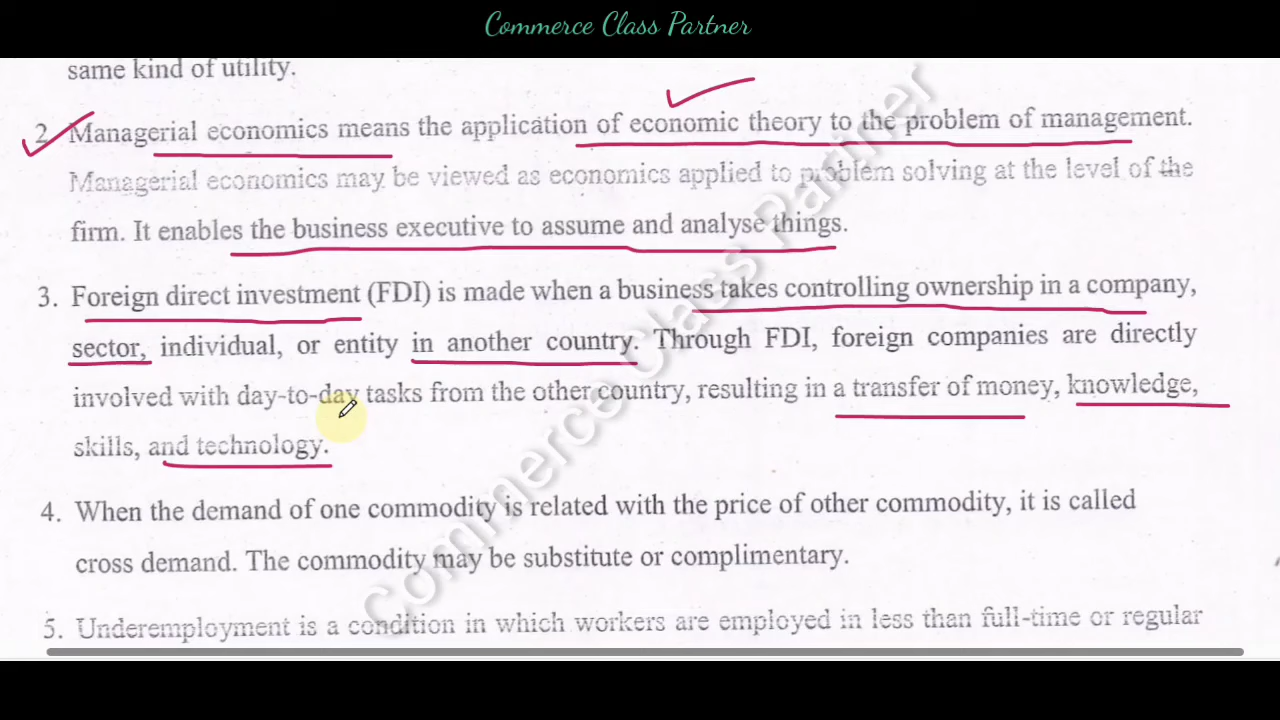 Commerce Class Partner
same kind of utility.
2. Managerial economics means the application of economic theory to the problem of management.
Managerial economics may be viewed as economics applied to problem solving at the level of the
firm. It enables the business executive to assume and analyse things.
3. Foreign direct investment (FDI) is made when a business takes controlling ownership in a company,
sector, individual, or entity in another country. Through FDI, foreign companies are directly
involved with day-to-day tasks from the other country, resulting in a transfer of money, knowledge,
skills, and technology.
4. When the demand of one commodity is related with the price of other commodity, it is called
cross demand. The commodity may be substitute or complimentary.
5. Underemployment is a condition in which workers are employed in less than full-time or regular
Commerce Class Partner